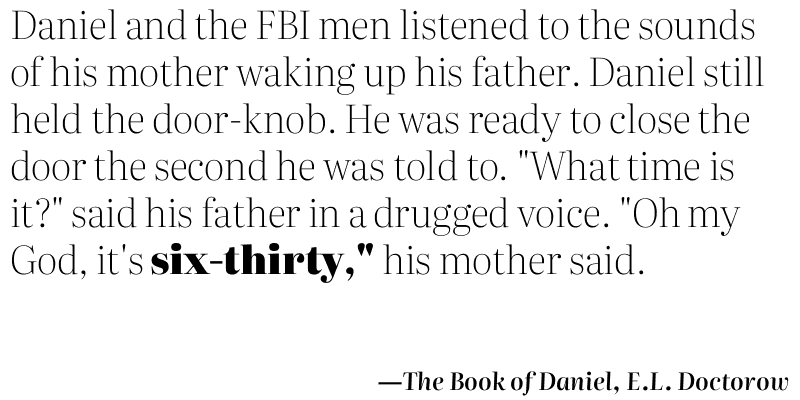 Daniel and the FBI men listened to the sounds
of his mother waking up his father. Daniel still
held the door-knob. He was ready to close the
door the second he was told to. "What time is
it?" said his father in a drugged voice. "Oh my
God, it's six-thirty," his mother said.
—The Book of Daniel, E.L. Doctorow